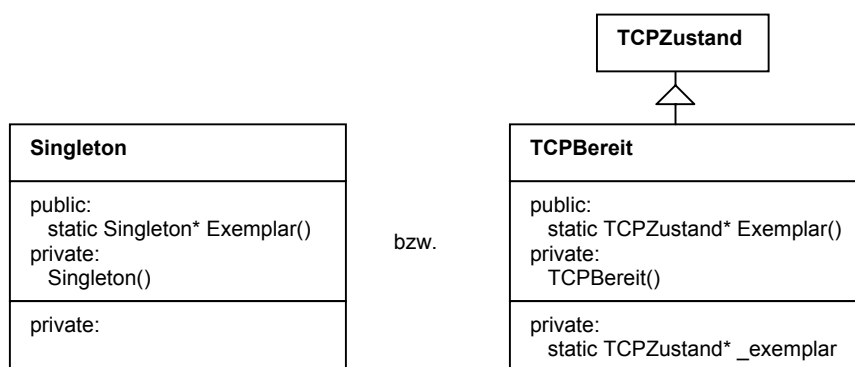 TCPZustand
Singleton
public:
static Singleton* Exemplar()
private:
Singleton()
private:
bzw.
TCPBereit
public:
static TCPZustand* Exemplar()
private:
TCPBereit()
private:
static TCPZustand* _exemplar